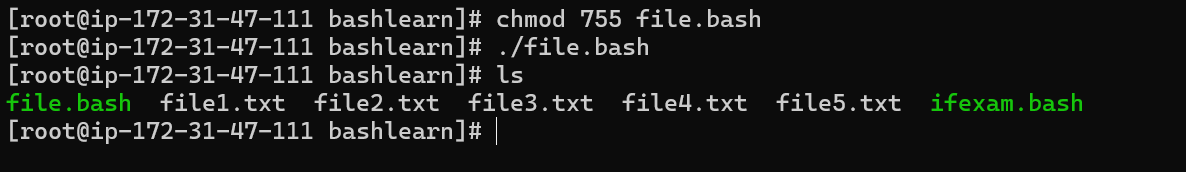 [root@ip-172-31-47-111 bashlearn]# chmod 755 file.bash
[root@ip-172-31-47-111 bashlearn]# ./file.bash
[root@ip-172-31-47-111 bashlearn]# ls
file.bash  file1.txt  file2.txt  file3.txt  file4.txt  file5.txt  ifexam.bash
[root@ip-172-31-47-111 bashlearn]#